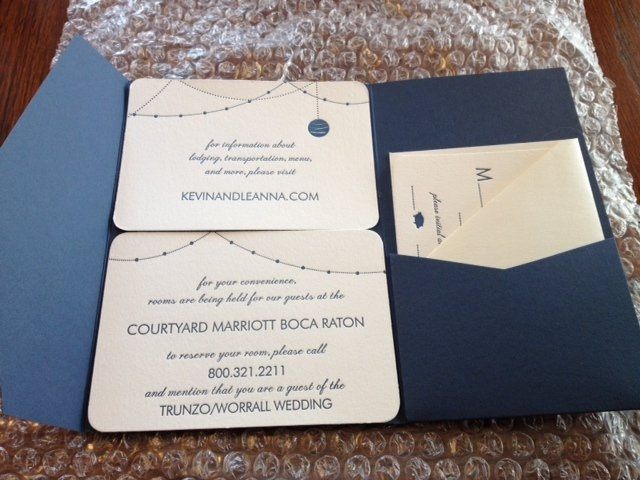 for information about
lodging, transportation, menu,
and more, please visit
KEVINANDLEANNA.COM
for your convenience,
rooms are being held for our guests at the
COURTYARD MARRIOTT BOCA RATON
to reserve your room, please call
800.321.2211
and mention that you are a guest of the
TRUNZO/WORRALL WEDDING
M
please initial